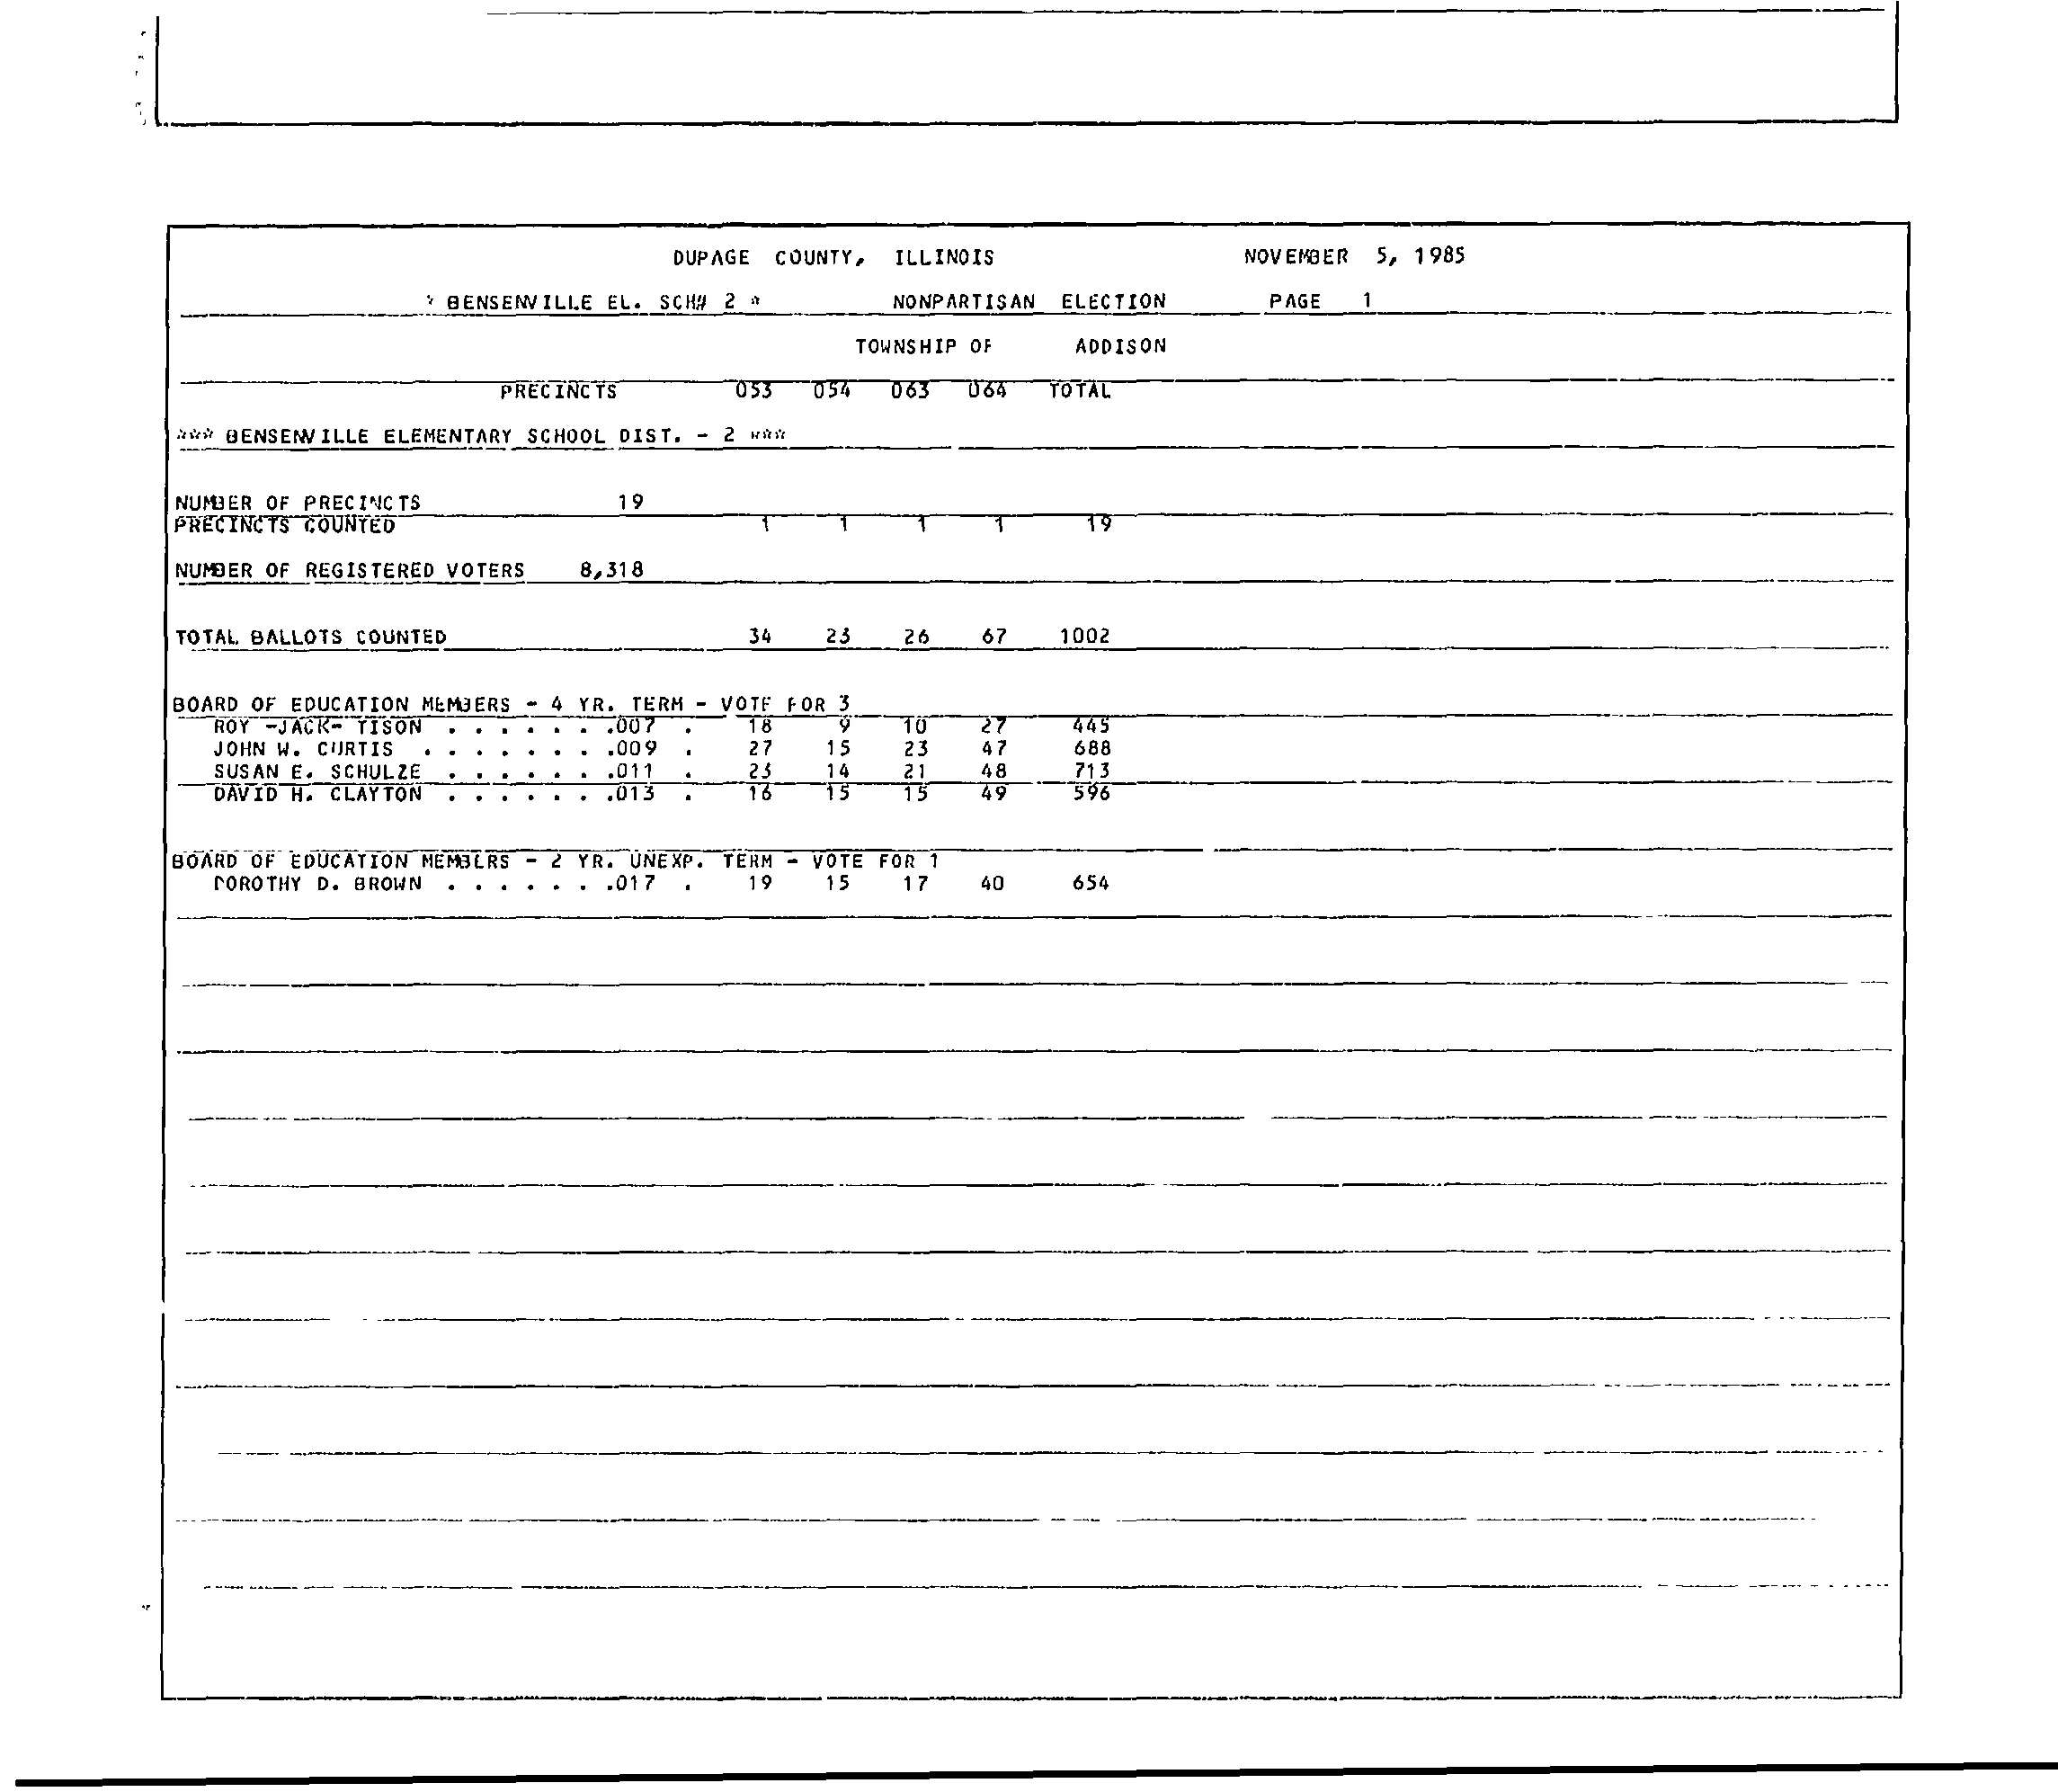 DUPAGE COUNTY, ILLINOIS NOVEMBER 5, 1985
* BENSENVILLE EL. SCH# 2 * NONPARTISAN ELECTION PAGE 1
TOWNSHIP OF ADDISON
PRECINCTS 053 054 063 064 TOTAL
*** BENSENVILLE ELEMENTARY SCHOOL DIST. - 2 ***
NUMBER OF PRECINCTS 19
PRECINCTS COUNTED 1 1 1 1 19
NUMBER OF REGISTERED VOTERS 8,318
TOTAL BALLOTS COUNTED 34 23 26 67 1002
BOARD OF EDUCATION MEMBERS - 4 YR. TERM - VOTE FOR 3
ROY -JACK- TISON . . . . . . .007 . 18 9 10 27 445
JOHN W. CURTIS . . . . . . . .009 . 27 15 23 47 688
SUSAN E. SCHULZE . . . . . . .011 . 23 14 21 48 713
DAVID H. CLAYTON . . . . . . .013 . 16 15 15 49 596
BOARD OF EDUCATION MEMBERS - 2 YR. UNEXP. TERM - VOTE FOR 1
DOROTHY D. BROWN . . . . . . .017 . 19 15 17 40 654